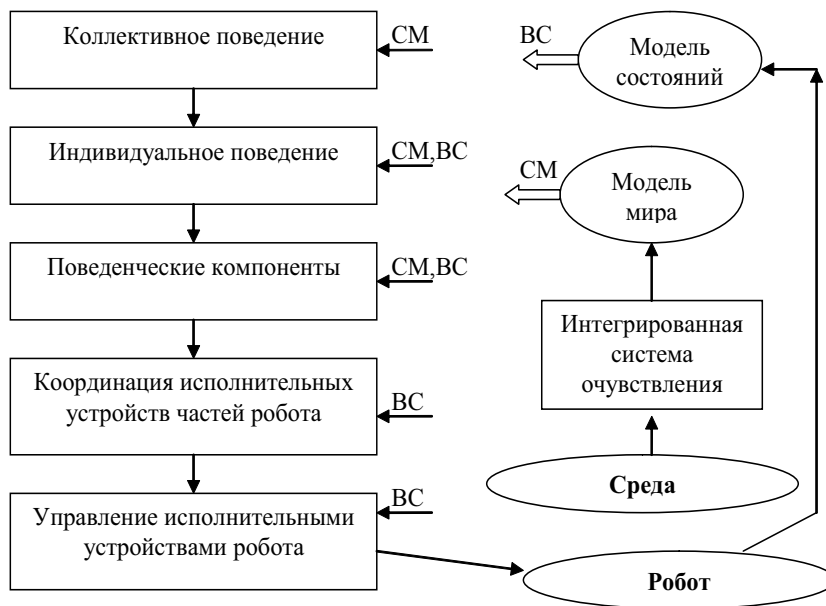 Коллективное поведение
СМ
Индивидуальное поведение
СМ,ВС
Поведенческие компоненты
СМ,ВС
Координация исполнительных
устройств частей робота
ВС
Управление исполнительными
устройствами робота
ВС
ВС
Модель
состояний
СМ
Модель
мира
Интегрированная
система
очувствления
Среда
Робот